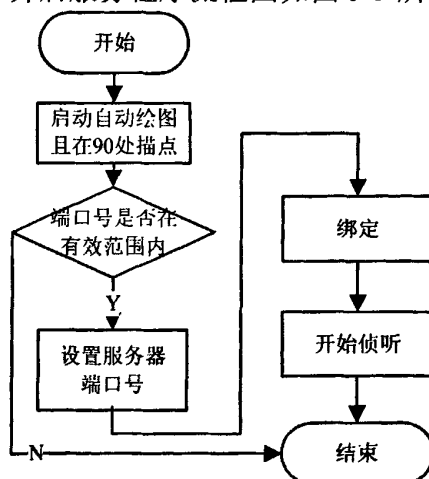 开始
启动自动绘图
且在90处描点
端口号是否在
有效范围内
Y
设置服务器
端口号
N
绑定
开始侦听
结束